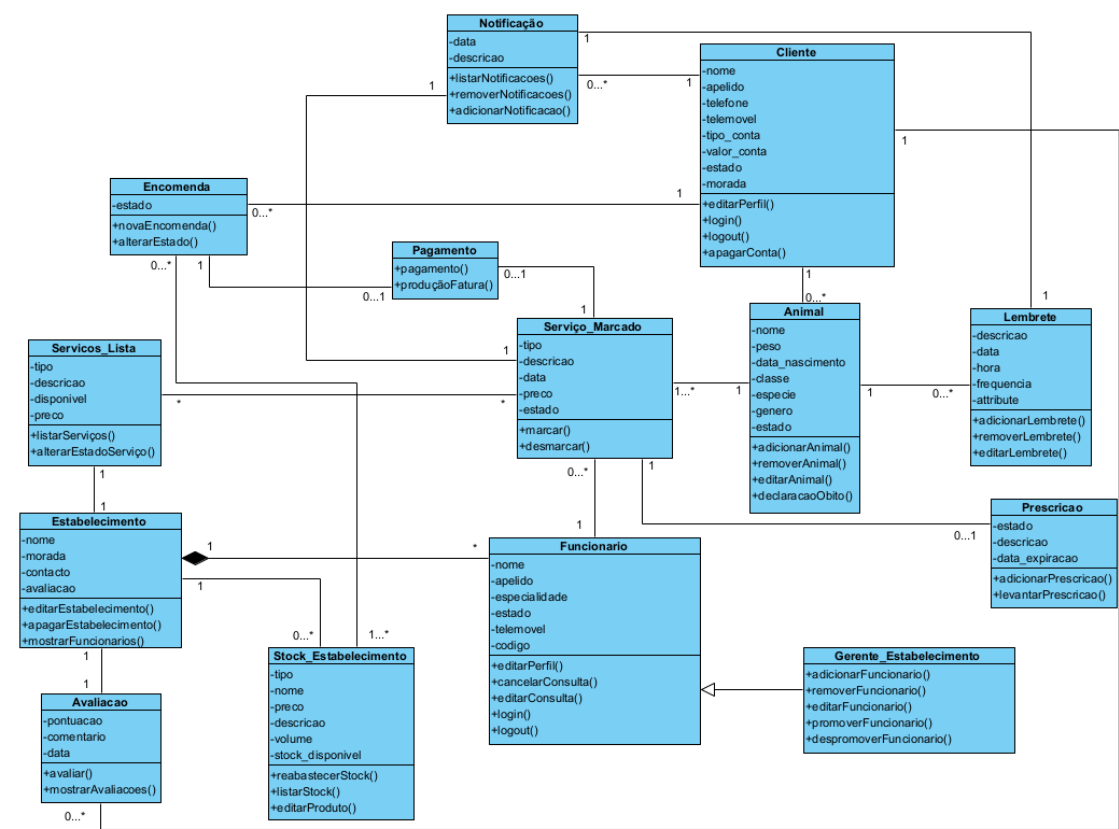 Notificação
-data
-descricao
+listarNotificacoes()
+removerNotificacoes()
+adicionarNotificacao()
1
1
0...*
1
Cliente
-nome
-apelido
-telefone
-telemovel
-tipo_conta
-valor_conta
-estado
-morada
+editarPerfil()
+login()
+logout()
+apagarConta()
1
1
1
0...*
Encomenda
-estado
+novaEncomenda()
+alterarEstado()
0...*
0...*
1
Pagamento
+pagamento()
+produçãoFatura()
0...1
0...1
1
Serviço_Marcado
-tipo
-descricao
-data
-preco
-estado
+marcar()
+desmarcar()
1
*
1...*
0...*
1
Animal
-nome
-peso
-data_nascimento
-classe
-especie
-genero
-estado
+adicionarAnimal()
+removerAnimal()
+editarAnimal()
+declaracaoObito()
1
1
0...*
1
Lembrete
-descricao
-data
-hora
-frequencia
-attribute
+adicionarLembrete()
+removerLembrete()
+editarLembrete()
Servicos_Lista
-tipo
-descricao
-disponivel
-preco
+listarServiços()
+alterarEstadoServiço()
*
1
1
Estabelecimento
-nome
-morada
-contacto
-avaliacao
+editarEstabelecimento()
+apagarEstabelecimento()
+mostrarFuncionarios()
1
*
1
1
1
0...*
1...*
Funcionario
-nome
-apelido
-especialidade
-estado
-telemovel
-codigo
+editarPerfil()
+cancelarConsulta()
+editarConsulta()
+login()
+logout()
1
Prescricao
-estado
-descricao
-data_expiracao
+adicionarPrescricao()
+levantarPrescricao()
0...1
Gerente_Estabelecimento
+adicionarFuncionario()
+removerFuncionario()
+editarFuncionario()
+promoverFuncionario()
+despromoverFuncionario()
Stock_Estabelecimento
-tipo
-nome
-preco
-descricao
-volume
-stock_disponivel
+reabastecerStock()
+listarStock()
+editarProduto()
Avaliacao
-pontuacao
-comentario
-data
+avaliar()
+mostrarAvaliacoes()
0...*